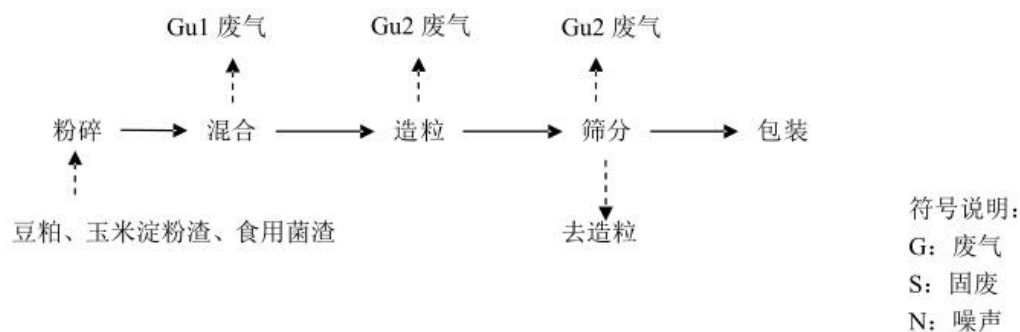 Gu1 废气
Gu2 废气
Gu2 废气
粉碎
混合
造粒
筛分
包装
豆粕、玉米淀粉渣、食用菌渣
去造粒
符号说明：
G：废气
S：固废
N：噪声